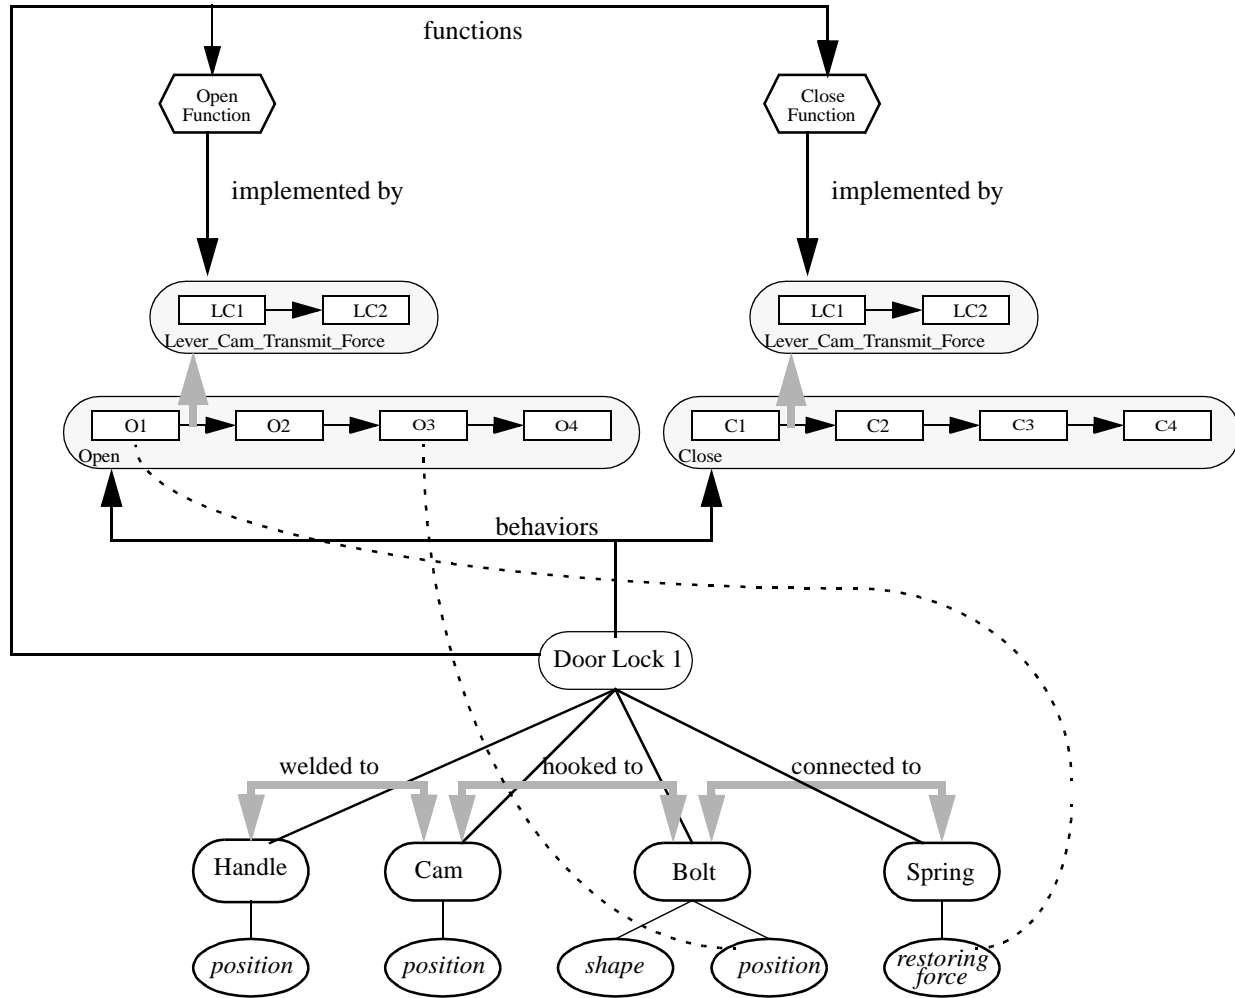 functions
Open
Function
Close
Function
implemented by
implemented by
LC1
LC2
Lever_Cam_Transmit_Force
LC1
LC2
Lever_Cam_Transmit_Force
O1
O2
O3
O4
Open
C1
C2
C3
C4
Close
behaviors
Door Lock 1
welded to
hooked to
connected to
Handle
Cam
Bolt
Spring
position
position
shape
position
restoring
force